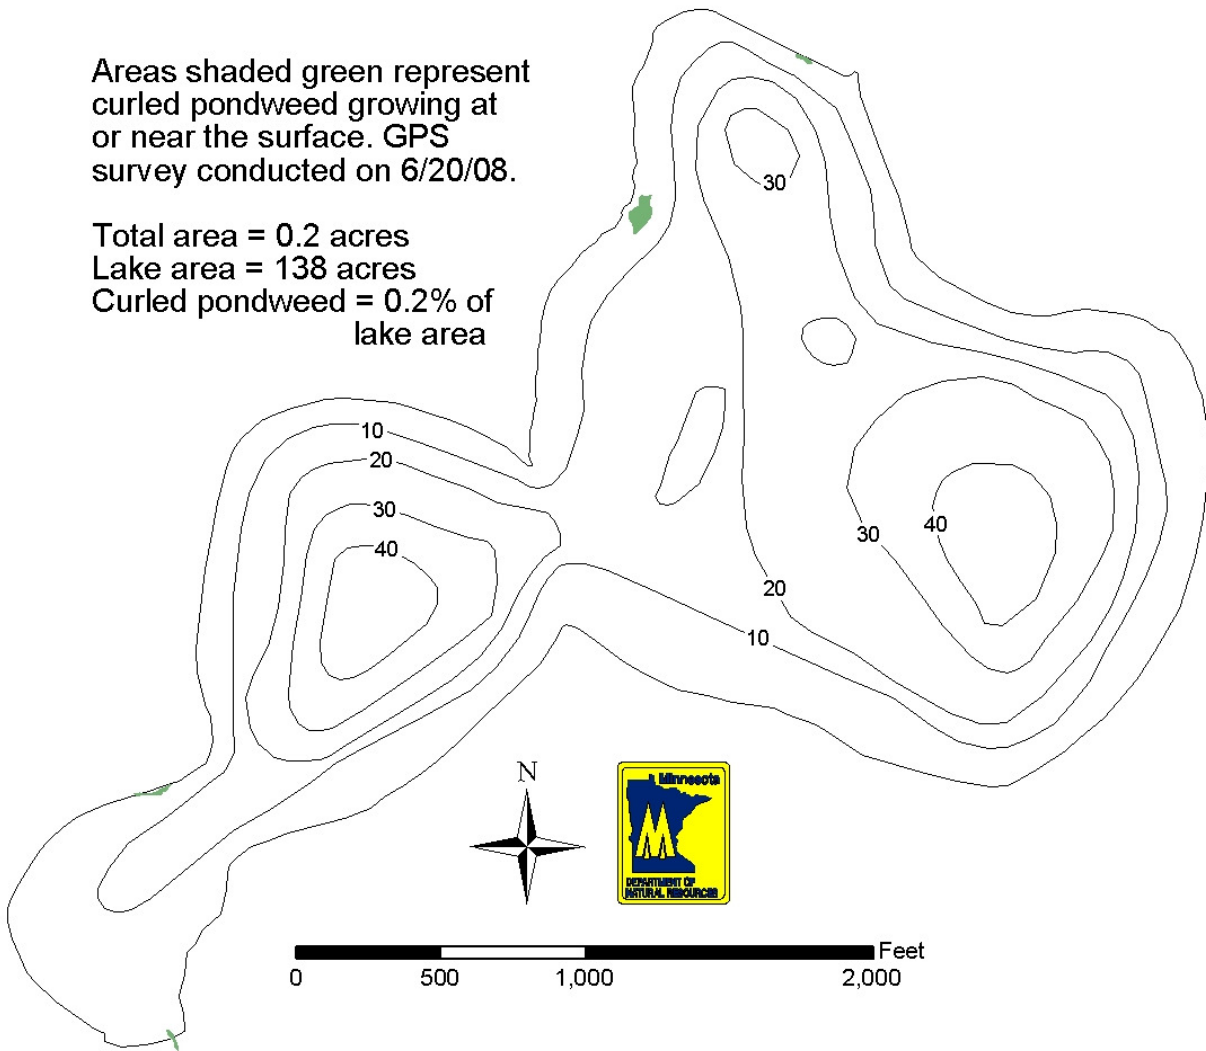 Areas shaded green represent
curled pondweed growing at
or near the surface. GPS
survey conducted on 6/20/08.
Total area = 0.2 acres
Lake area = 138 acres
Curled pondweed = 0.2% of
lake area
30
10
20
30
40
30
40
20
10
N
Minnesota
DEPARTMENT OF
NATURAL RESOURCES
Feet
0 500 1,000 2,000